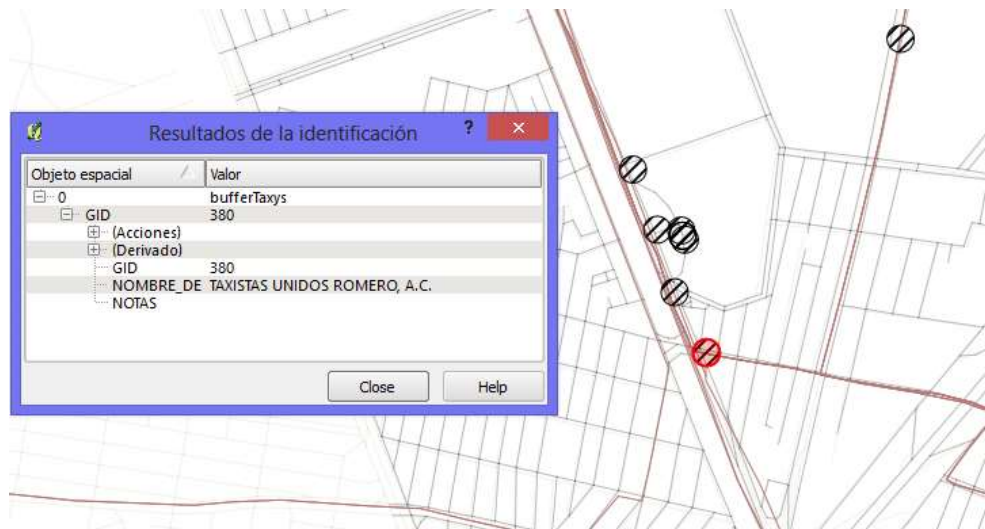 Resultados de la identificación
?
×
Objeto espacial Valor
0 bufferTaxys
GID 380
(Acciones)
(Derivado)
GID 380
NOMBRE_DE TAXISTAS UNIDOS ROMERO, A.C.
NOTAS
Close Help